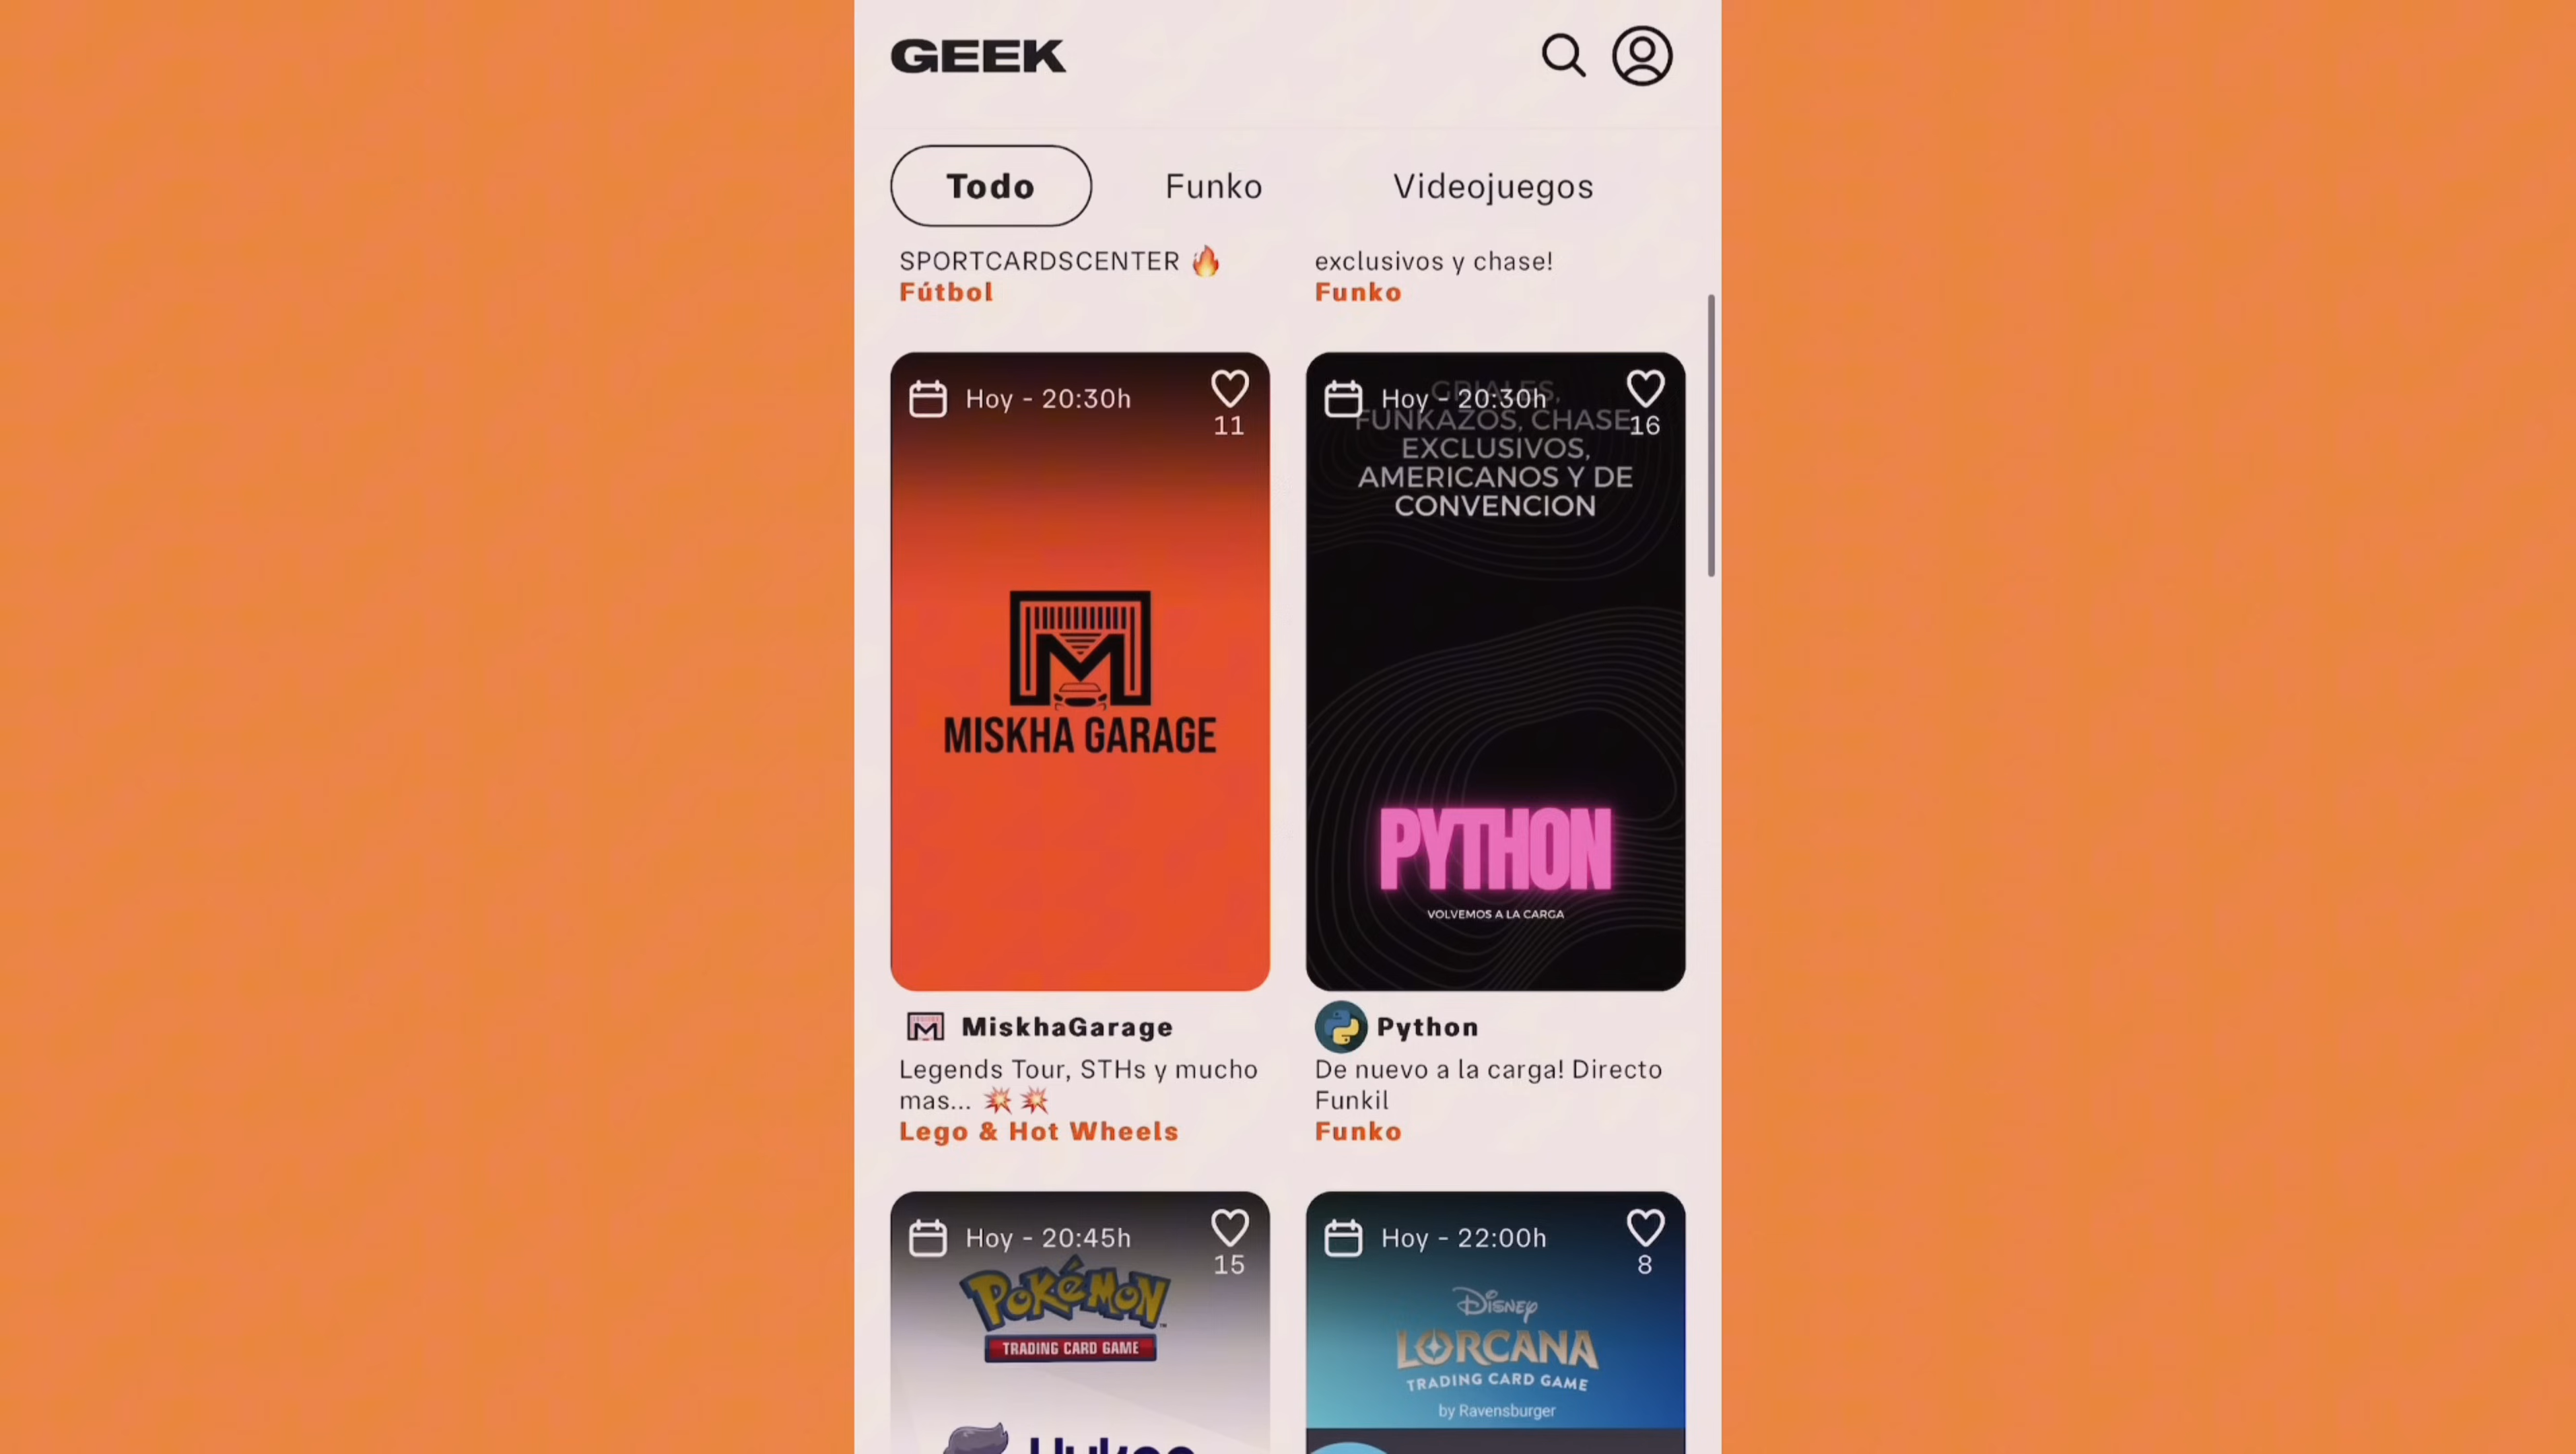 GEEK
Todo
Funko
Videojuegos
SPORTCARDSCENTER 🔥
Fútbol
exclusivos y chase!
Funko
Hoy - 20:30h
11
MISKHA GARAGE
MiskhaGarage
Legends Tour, STHs y mucho
mas... 💥 💥
Lego & Hot Wheels
Hoy - 20:30h
16
GRIALES,
FUNKAZOS, CHASE,
EXCLUSIVOS,
AMERICANOS Y DE
CONVENCION
PYTHON
VOLVEMOS A LA CARGA
Python
De nuevo a la carga! Directo
Funkil
Funko
Hoy - 20:45h
15
POKéMON
TRADING CARD GAME
Hoy - 22:00h
8
DISNEY
LORCANA
TRADING CARD GAME
by Ravensburger